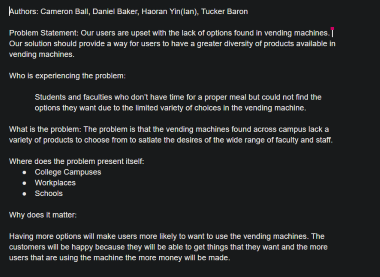 Authors: Cameron Ball, Daniel Baker, Haoran Yin(Ian), Tucker Baron
Problem Statement: Our users are upset with the lack of options found in vending machines.
Our solution should provide a way for users to have a greater diversity of products available in
vending machines.
Who is experiencing the problem:
Students and faculties who don't have time for a proper meal but could not find the
options they want due to the limited variety of choices in the vending machine.
What is the problem: The problem is that the vending machines found across campus lack a
variety of products to choose from to satiate the desires of the wide range of faculty and staff.
Where does the problem present itself:
● College Campuses
● Workplaces
● Schools
Why does it matter:
Having more options will make users more likely to want to use the vending machines. The
customers will be happy because they will be able to get things that they want and the more
users that are using the machine the more money will be made.